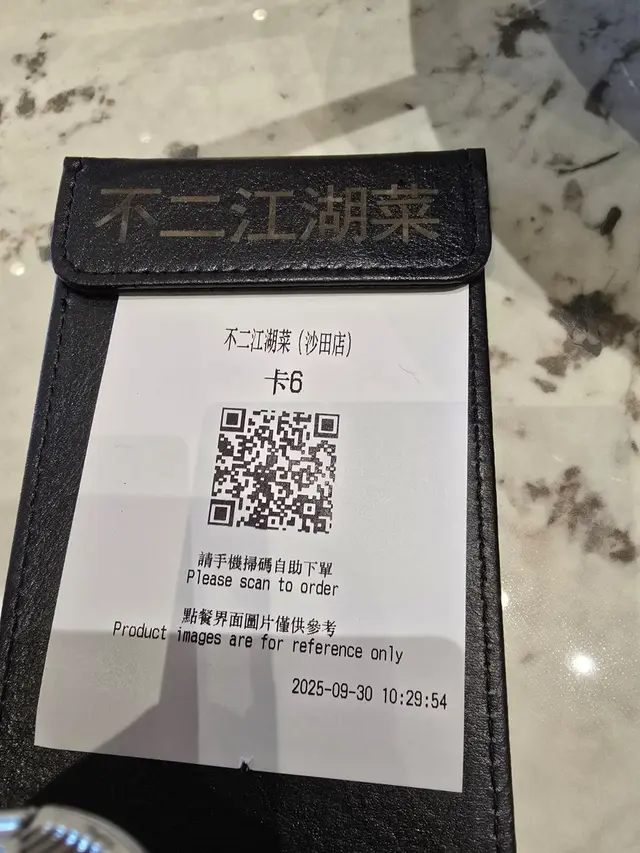 不二江湖菜
不二江湖菜(沙田店)
卡6
請手機掃碼自助下單
Please scan to order
點餐界面圖片僅供參考
Product images are for reference only
2025-09-30 10:29:54